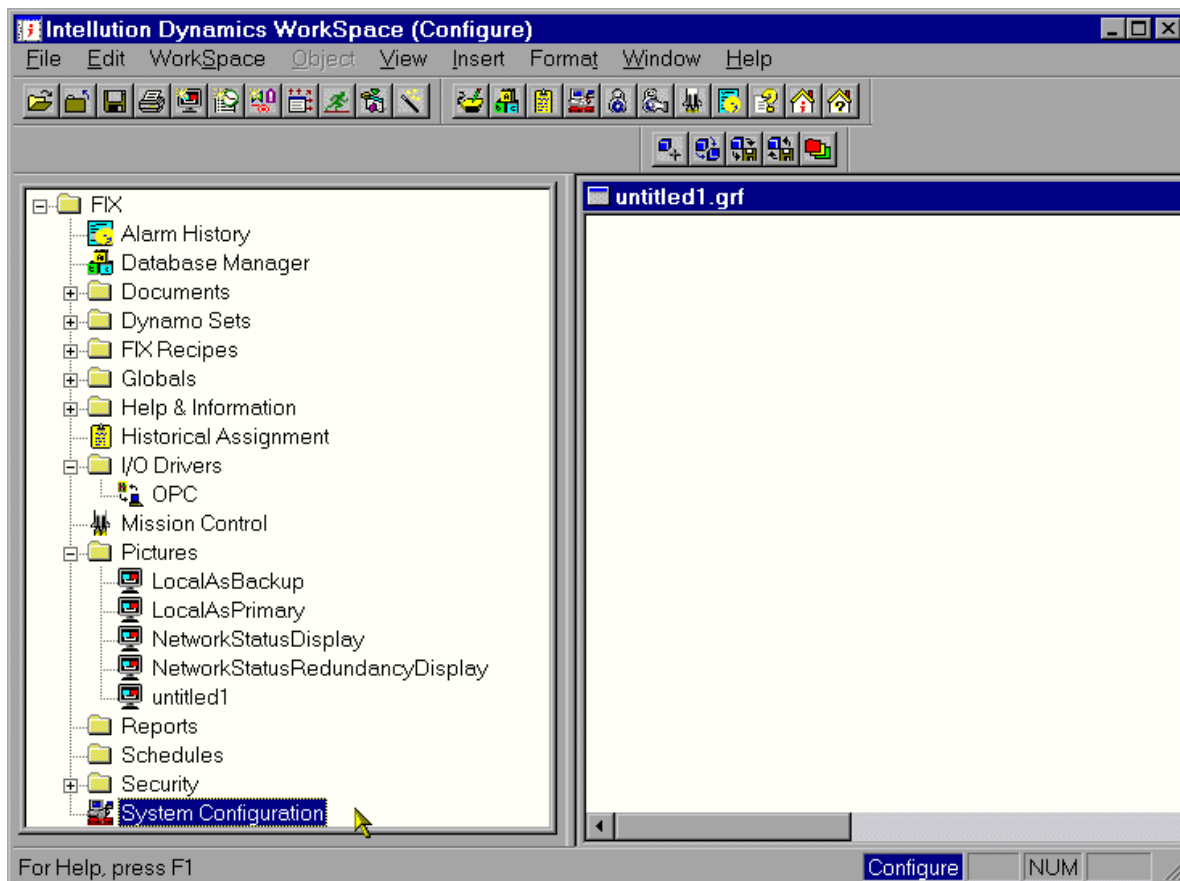 Intellution Dynamics WorkSpace (Configure)
File Edit WorkSpace Object View Insert Format Window Help
FIX
Alarm History
Database Manager
Documents
Dynamo Sets
FIX Recipes
Globals
Help & Information
Historical Assignment
I/O Drivers
OPC
Mission Control
Pictures
LocalAsBackup
LocalAsPrimary
NetworkStatusDisplay
NetworkStatusRedundancyDisplay
untitled1
Reports
Schedules
Security
System Configuration
untitled1.grf
For Help, press F1
Configure NUM